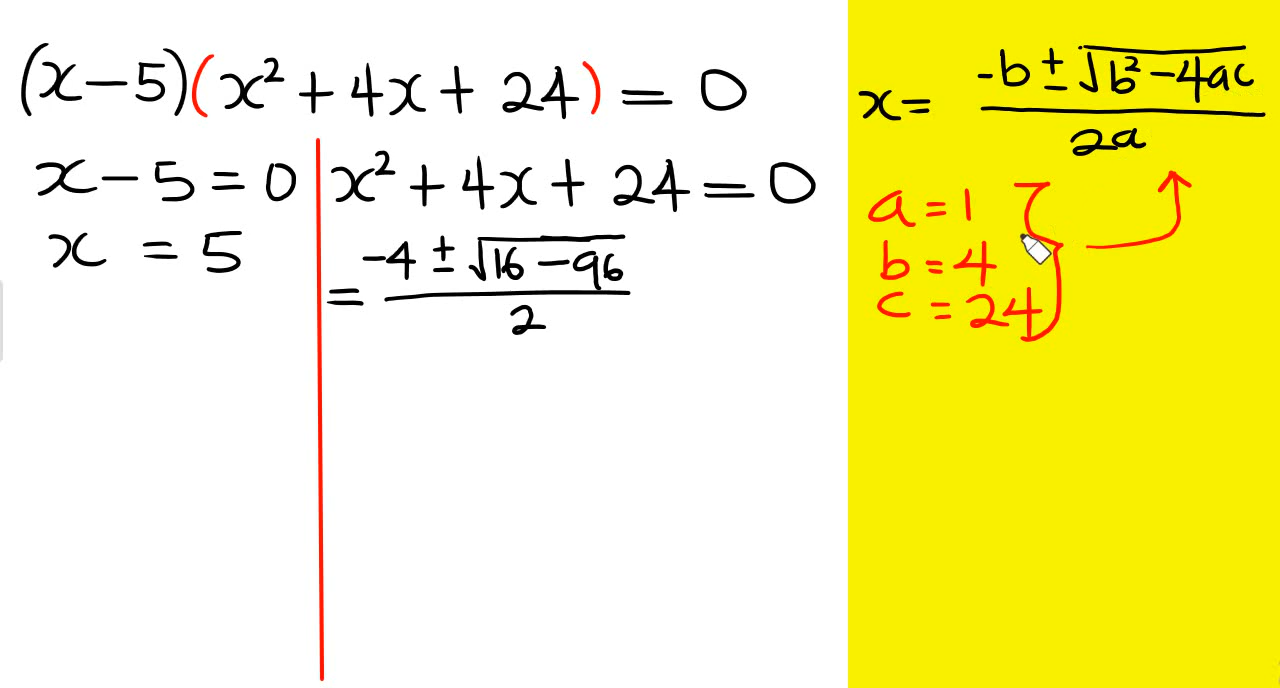 (x-5)(x²+4x+24)=0
x-5=0
x=5
x²+4x+24=0
=(-4±√(16-96))/2
x=(-b±√(b²-4ac))/2a
a=1
b=4
c=24